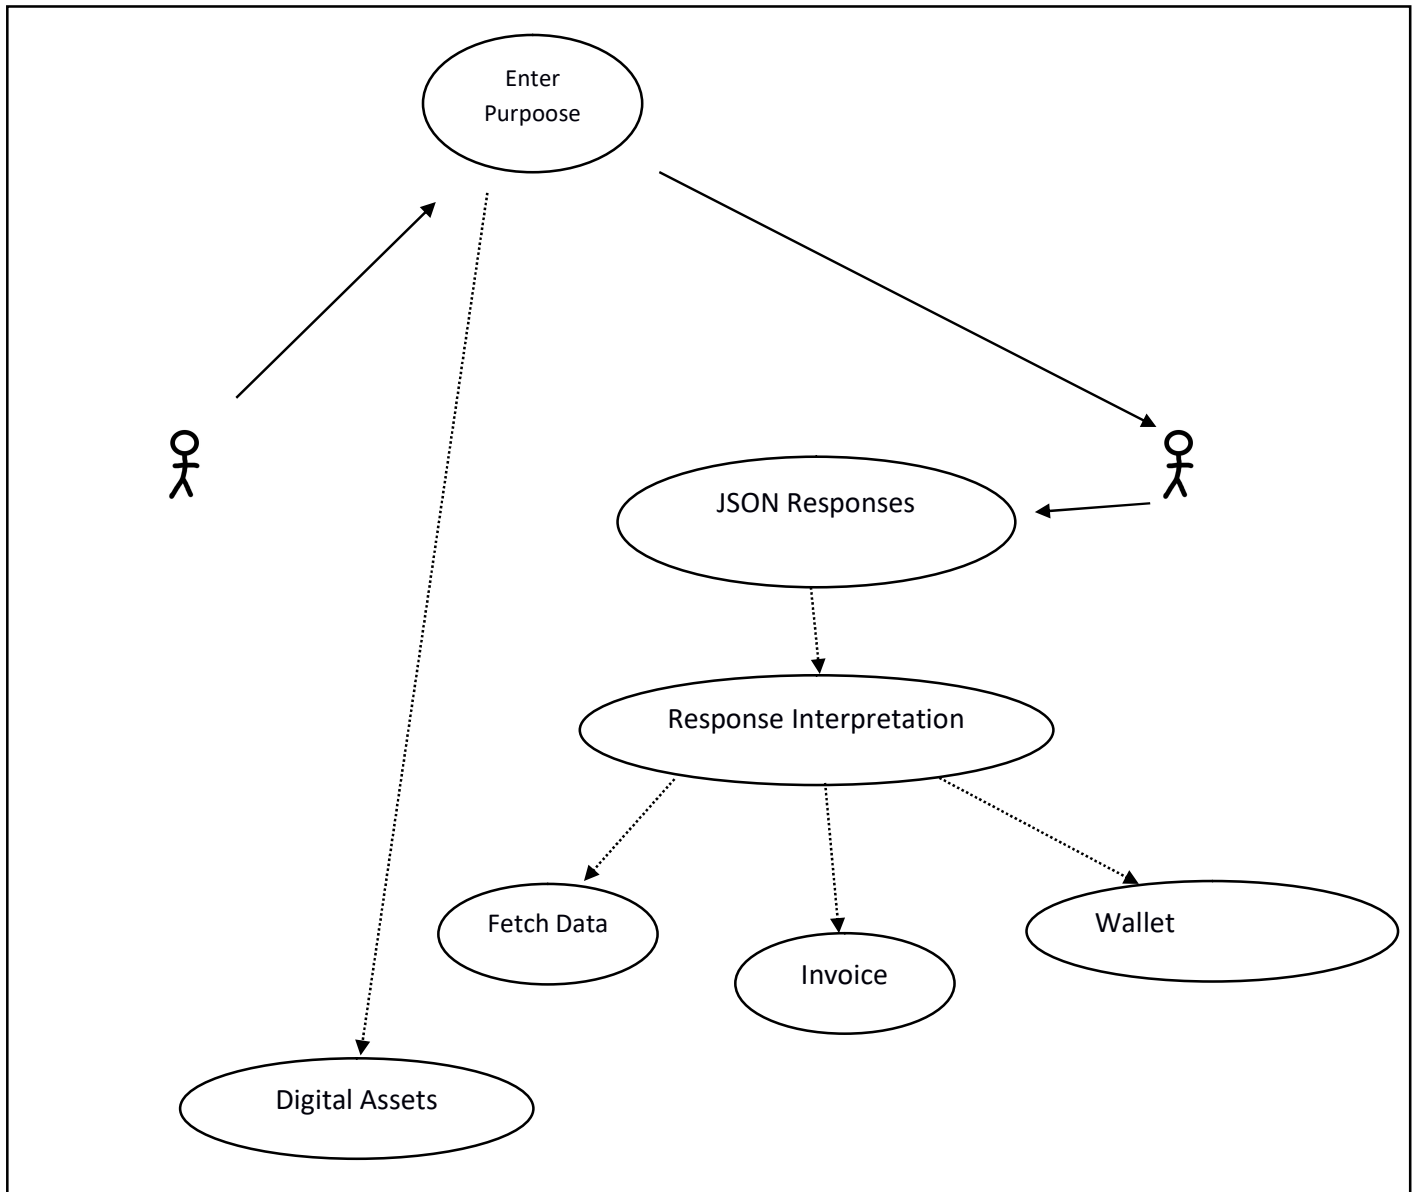 Enter
Purpoose
JSON Responses
Response Interpretation
Fetch Data
Wallet
Invoice
Digital Assets